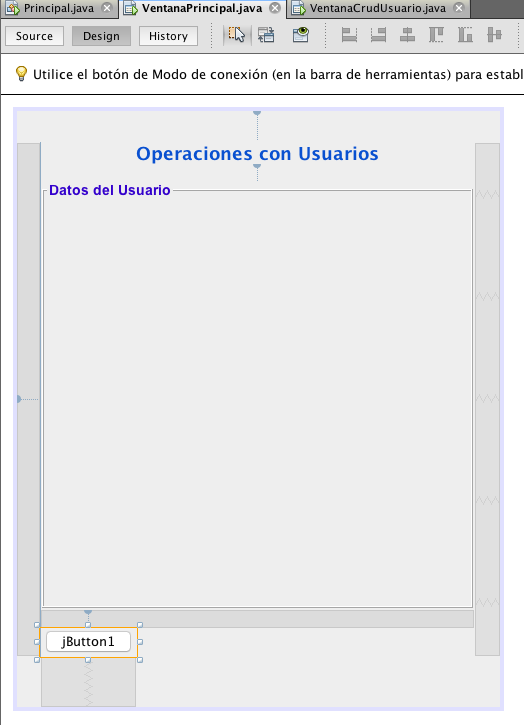 Principal.java VentanaPrincipal.java VentanaCrudUsuario.java
Source Design History
Utilice el botón de Modo de conexión (en la barra de herramientas) para establ
Operaciones con Usuarios
Datos del Usuario
jButton1